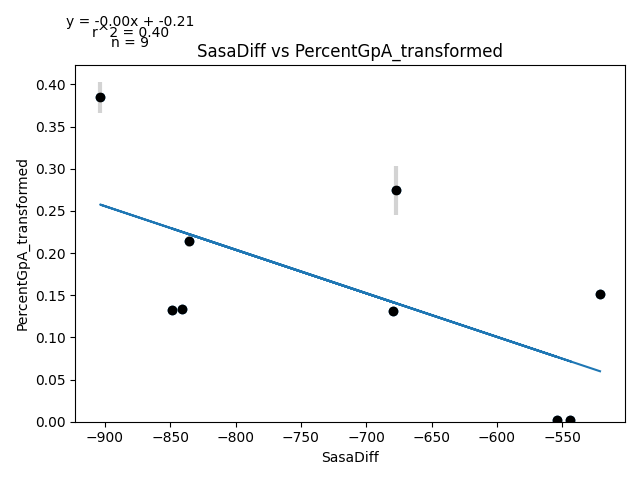 y = -0.00x + -0.21
r^2 = 0.40
n = 9
SasaDiff vs PercentGpA_transformed
PercentGpA_transformed
0.40
0.35
0.30
0.25
0.20
0.15
0.10
0.05
0.00
−900
−850
−800
−750
−700
−650
−600
−550
SasaDiff